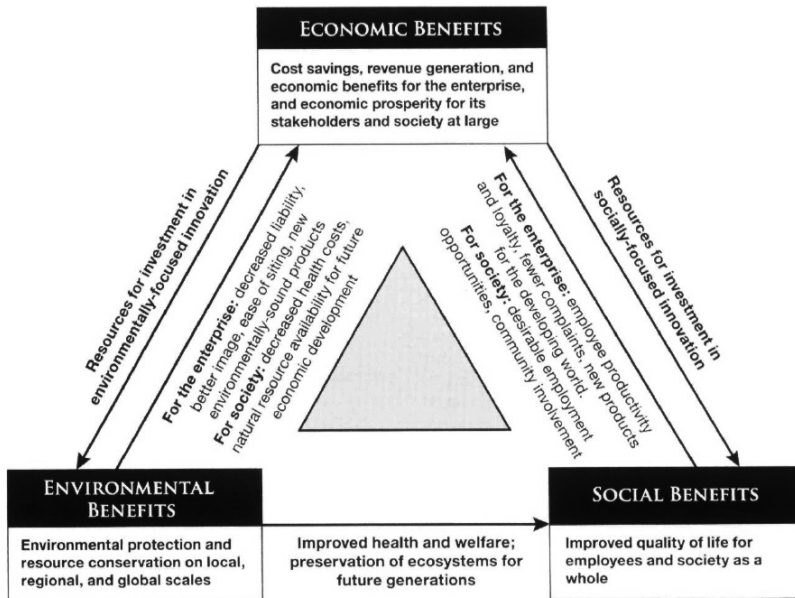 ECONOMIC BENEFITS
Cost savings, revenue generation, and
economic benefits for the enterprise,
and economic prosperity for its
stakeholders and society at large
Resources for investment in
environmentally-focused innovation
For the enterprise: decreased liability,
better image, ease of siting, new
environmentally-sound products
For society: decreased health costs,
natural resource availability for future
economic development
For the enterprise: employee productivity
and loyalty, fewer complaints, new products
for the developing world.
For society: desirable employment
opportunities, community involvement
Resources for investment in
socially-focused innovation
ENVIRONMENTAL
BENEFITS
Environmental protection and
resource conservation on local,
regional, and global scales
Improved health and welfare;
preservation of ecosystems for
future generations
SOCIAL BENEFITS
Improved quality of life for
employees and society as a
whole